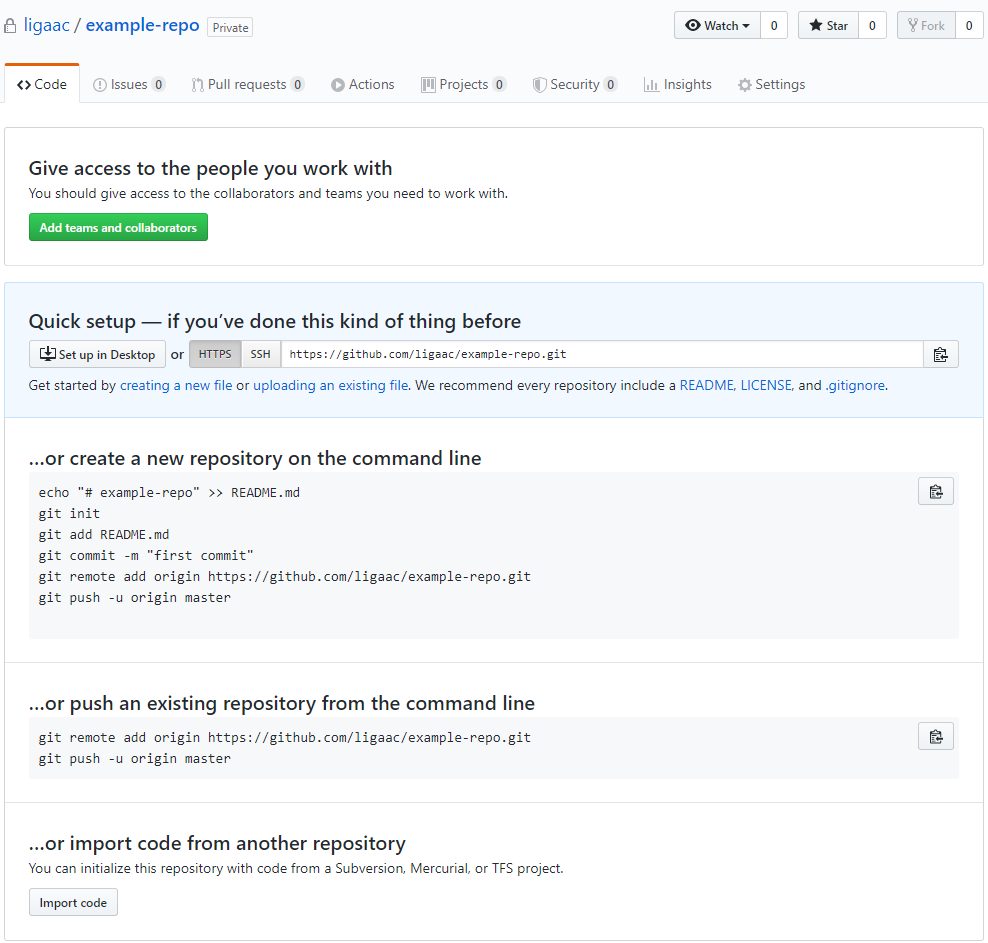 ligaac / example-repo Private Watch 0 Star 0 Fork 0
Code Issues 0 Pull requests 0 Actions Projects 0 Security 0 Insights Settings
Give access to the people you work with
You should give access to the collaborators and teams you need to work with.
Add teams and collaborators
Quick setup — if you’ve done this kind of thing before
Set up in Desktop or HTTPS SSH https://github.com/ligaac/example-repo.git
Get started by creating a new file or uploading an existing file. We recommend every repository include a README, LICENSE, and .gitignore.
…or create a new repository on the command line
echo "# example-repo" >> README.md
git init
git add README.md
git commit -m "first commit"
git remote add origin https://github.com/ligaac/example-repo.git
git push -u origin master
…or push an existing repository from the command line
git remote add origin https://github.com/ligaac/example-repo.git
git push -u origin master
…or import code from another repository
You can initialize this repository with code from a Subversion, Mercurial, or TFS project.
Import code